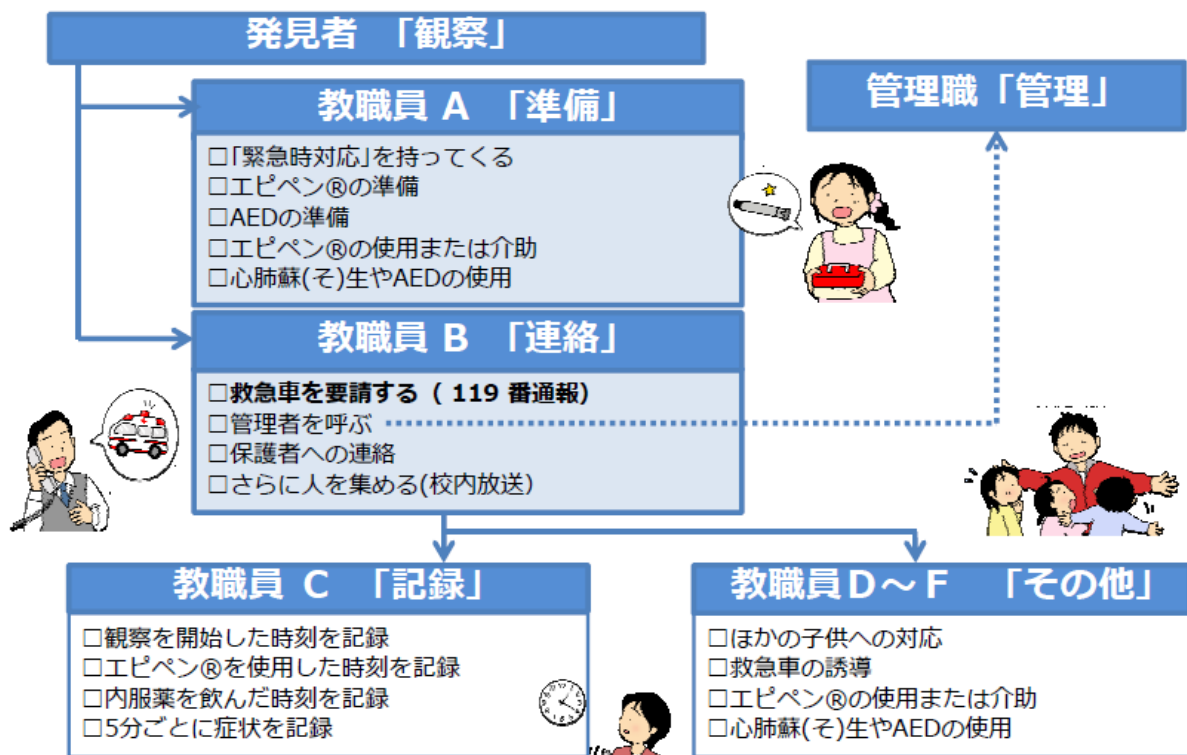 発見者 「観察」
教職員 A 「準備」
□「緊急時対応」を持ってくる
□エピペン®の準備
□AEDの準備
□エピペン®の使用または介助
□心肺蘇(そ)生やAEDの使用
管理職「管理」
教職員 B 「連絡」
□救急車を要請する（ 119 番通報)
□管理者を呼ぶ
□保護者への連絡
□さらに人を集める(校内放送）
教職員 C 「記録」
□観察を開始した時刻を記録
□エピペン®を使用した時刻を記録
□内服薬を飲んだ時刻を記録
□5分ごとに症状を記録
教職員D～F 「その他」
□ほかの子供への対応
□救急車の誘導
□エピペン®の使用または介助
□心肺蘇(そ)生やAEDの使用